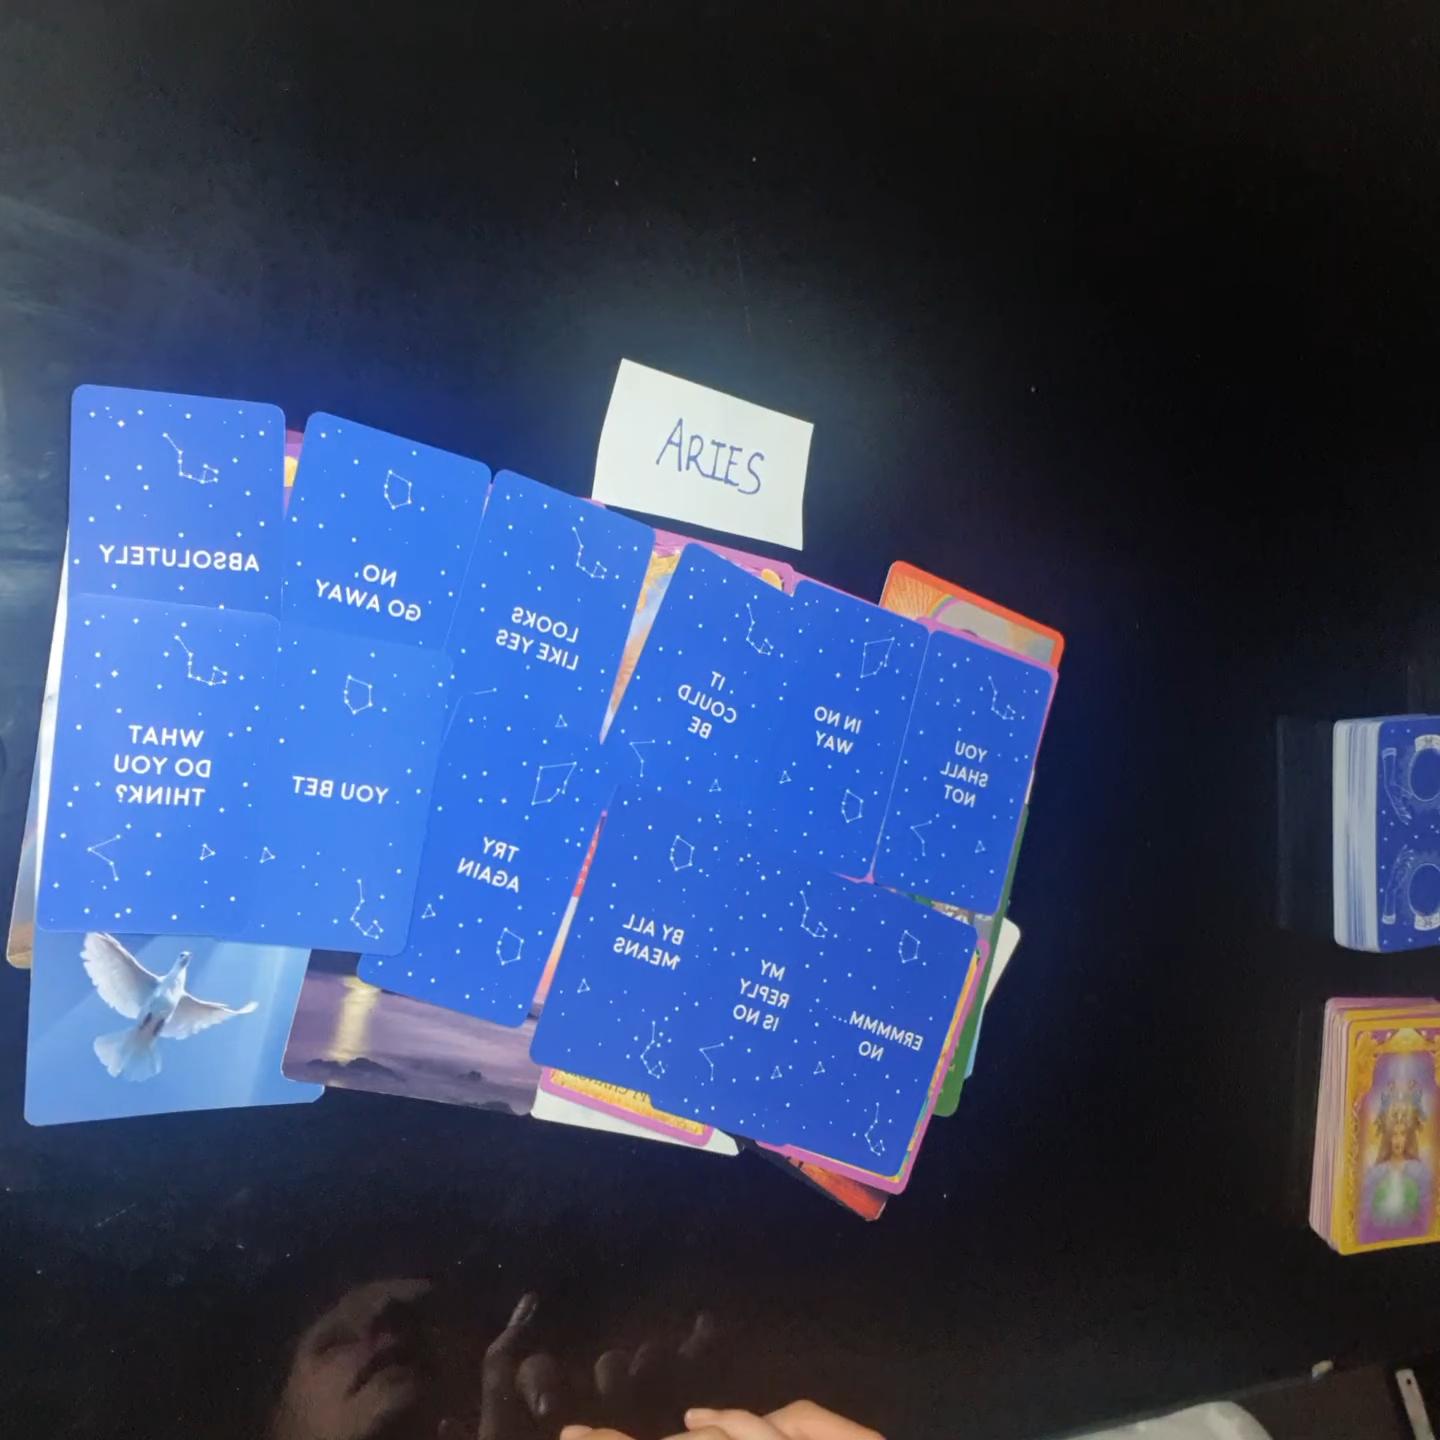 ARIES
ABSOLUTELY
NO
GO AWAY
LOOKS
LIKE YES
IT
COULD
BE
IN NO
WAY
YOU
SHALL
NOT
WHAT
DO YOU
THINK?
YOU BET
TRY
AGAIN
BY ALL
MEANS
MY
REPLY
IS NO
ERMMMM...
NO